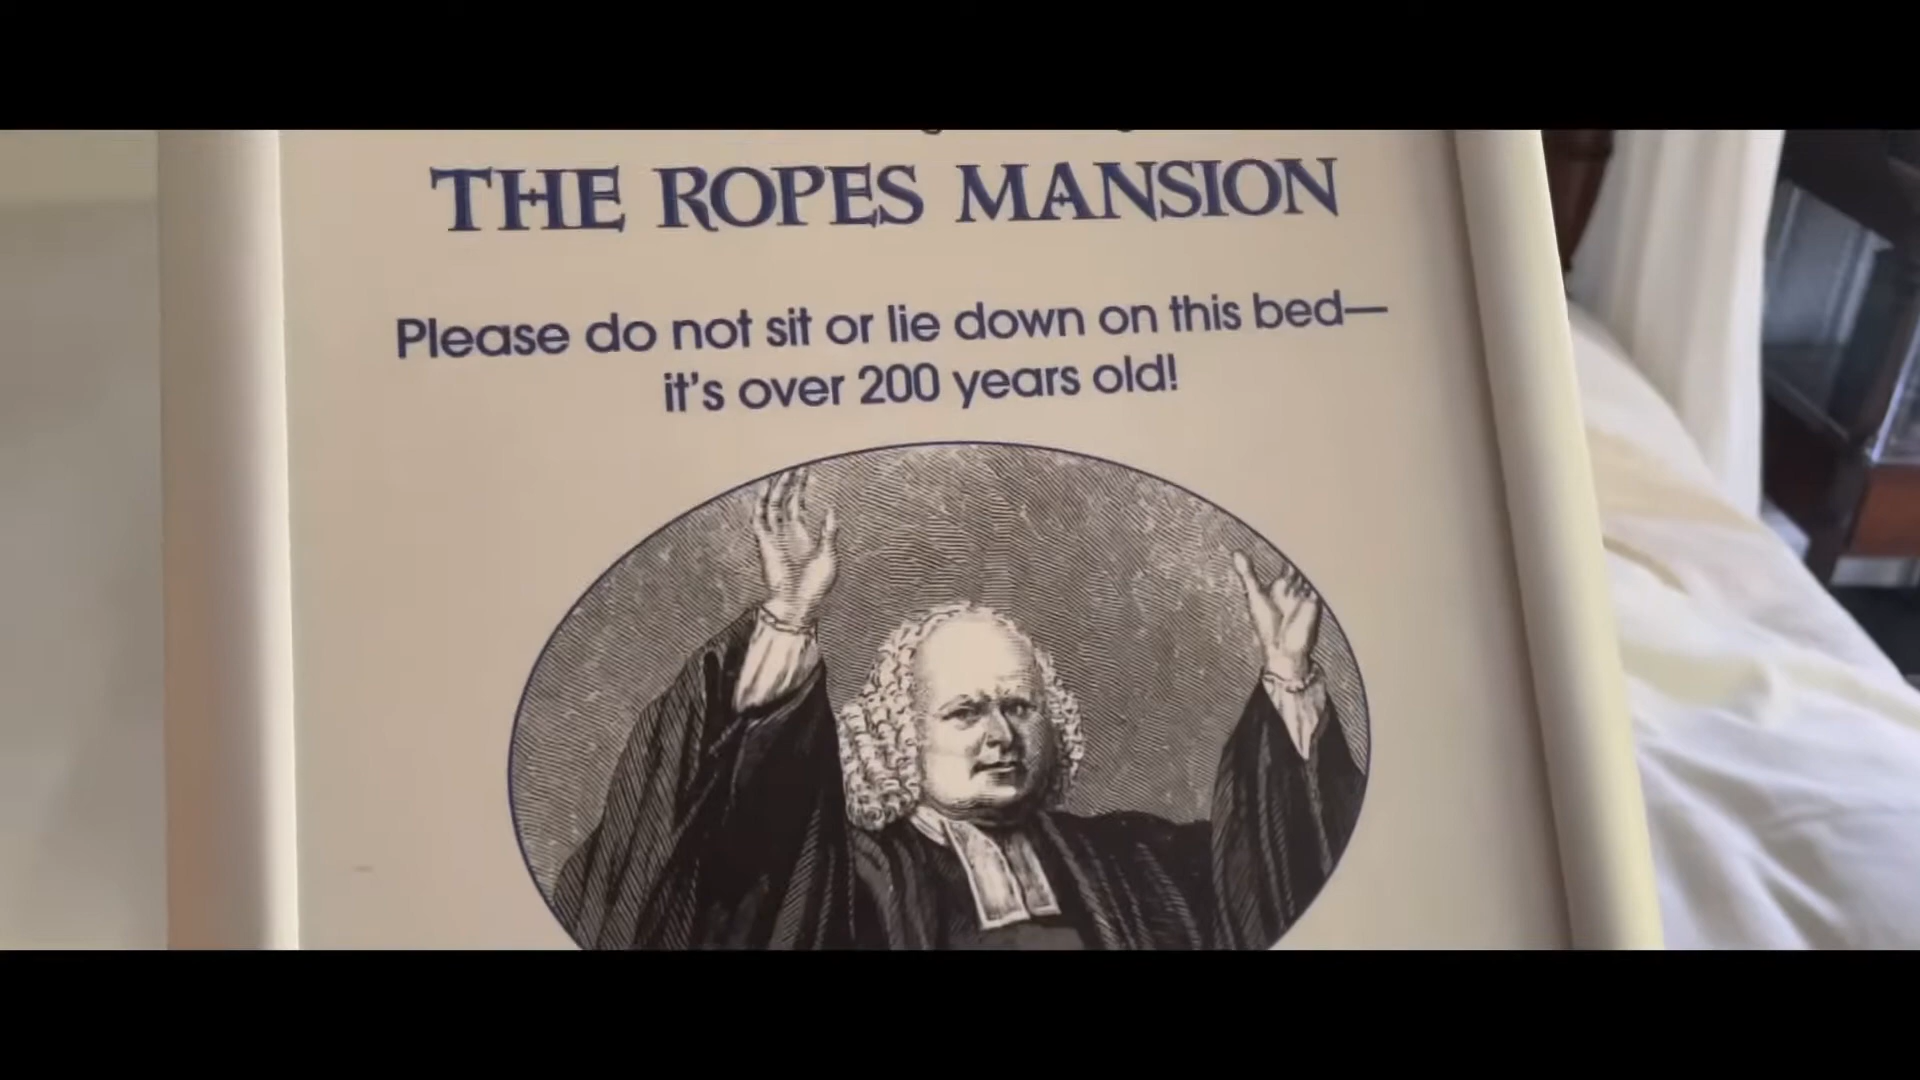 THE ROPES MANSION
Please do not sit or lie down on this bed—
it's over 200 years old!